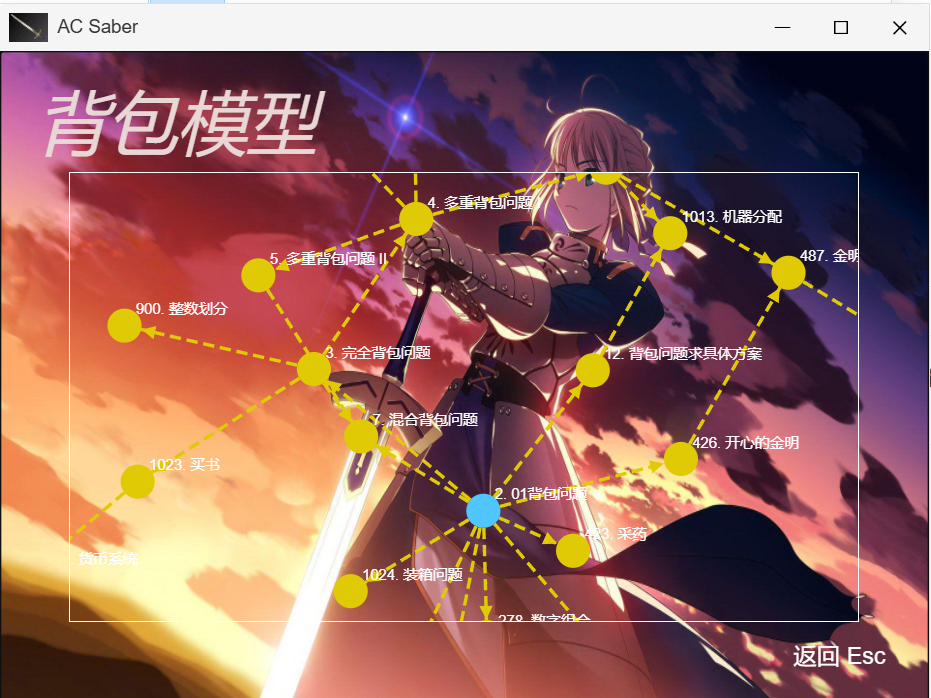 AC Saber
背包模型
4. 多重背包问题
1013. 机器分配
5. 多重背包问题 II
487. 金明
900. 整数划分
3. 完全背包问题
12. 背包问题求具体方案
7. 混合背包问题
426. 开心的金明
1023. 买书
2. 01背包问题
423. 采药
货币系统
1024. 装箱问题
278. 数字组合
返回 Esc